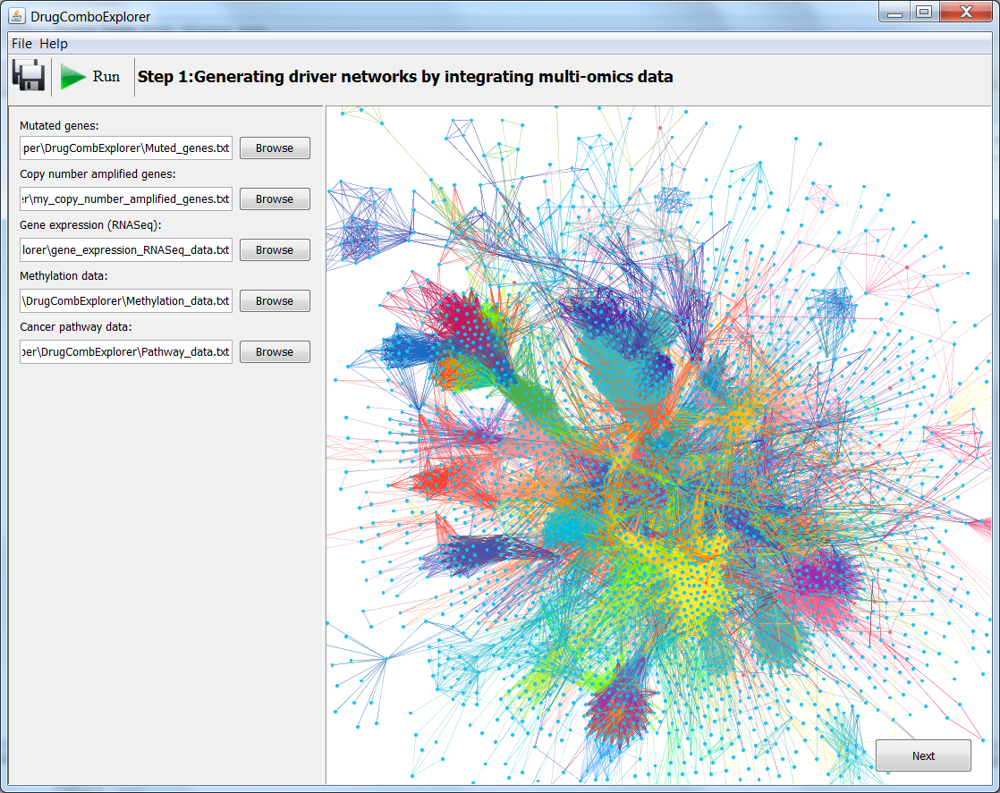 DrugComboExplorer
File Help
Run Step 1:Generating driver networks by integrating multi-omics data
Mutated genes:
per\DrugCombExplorer\Muted_genes.txt Browse
Copy number amplified genes:
r\my_copy_number_amplified_genes.txt Browse
Gene expression (RNASeq):
lorer\gene_expression_RNASeq_data.txt Browse
Methylation data:
\DrugCombExplorer\Methylation_data.txt Browse
Cancer pathway data:
per\DrugCombExplorer\Pathway_data.txt Browse
Next